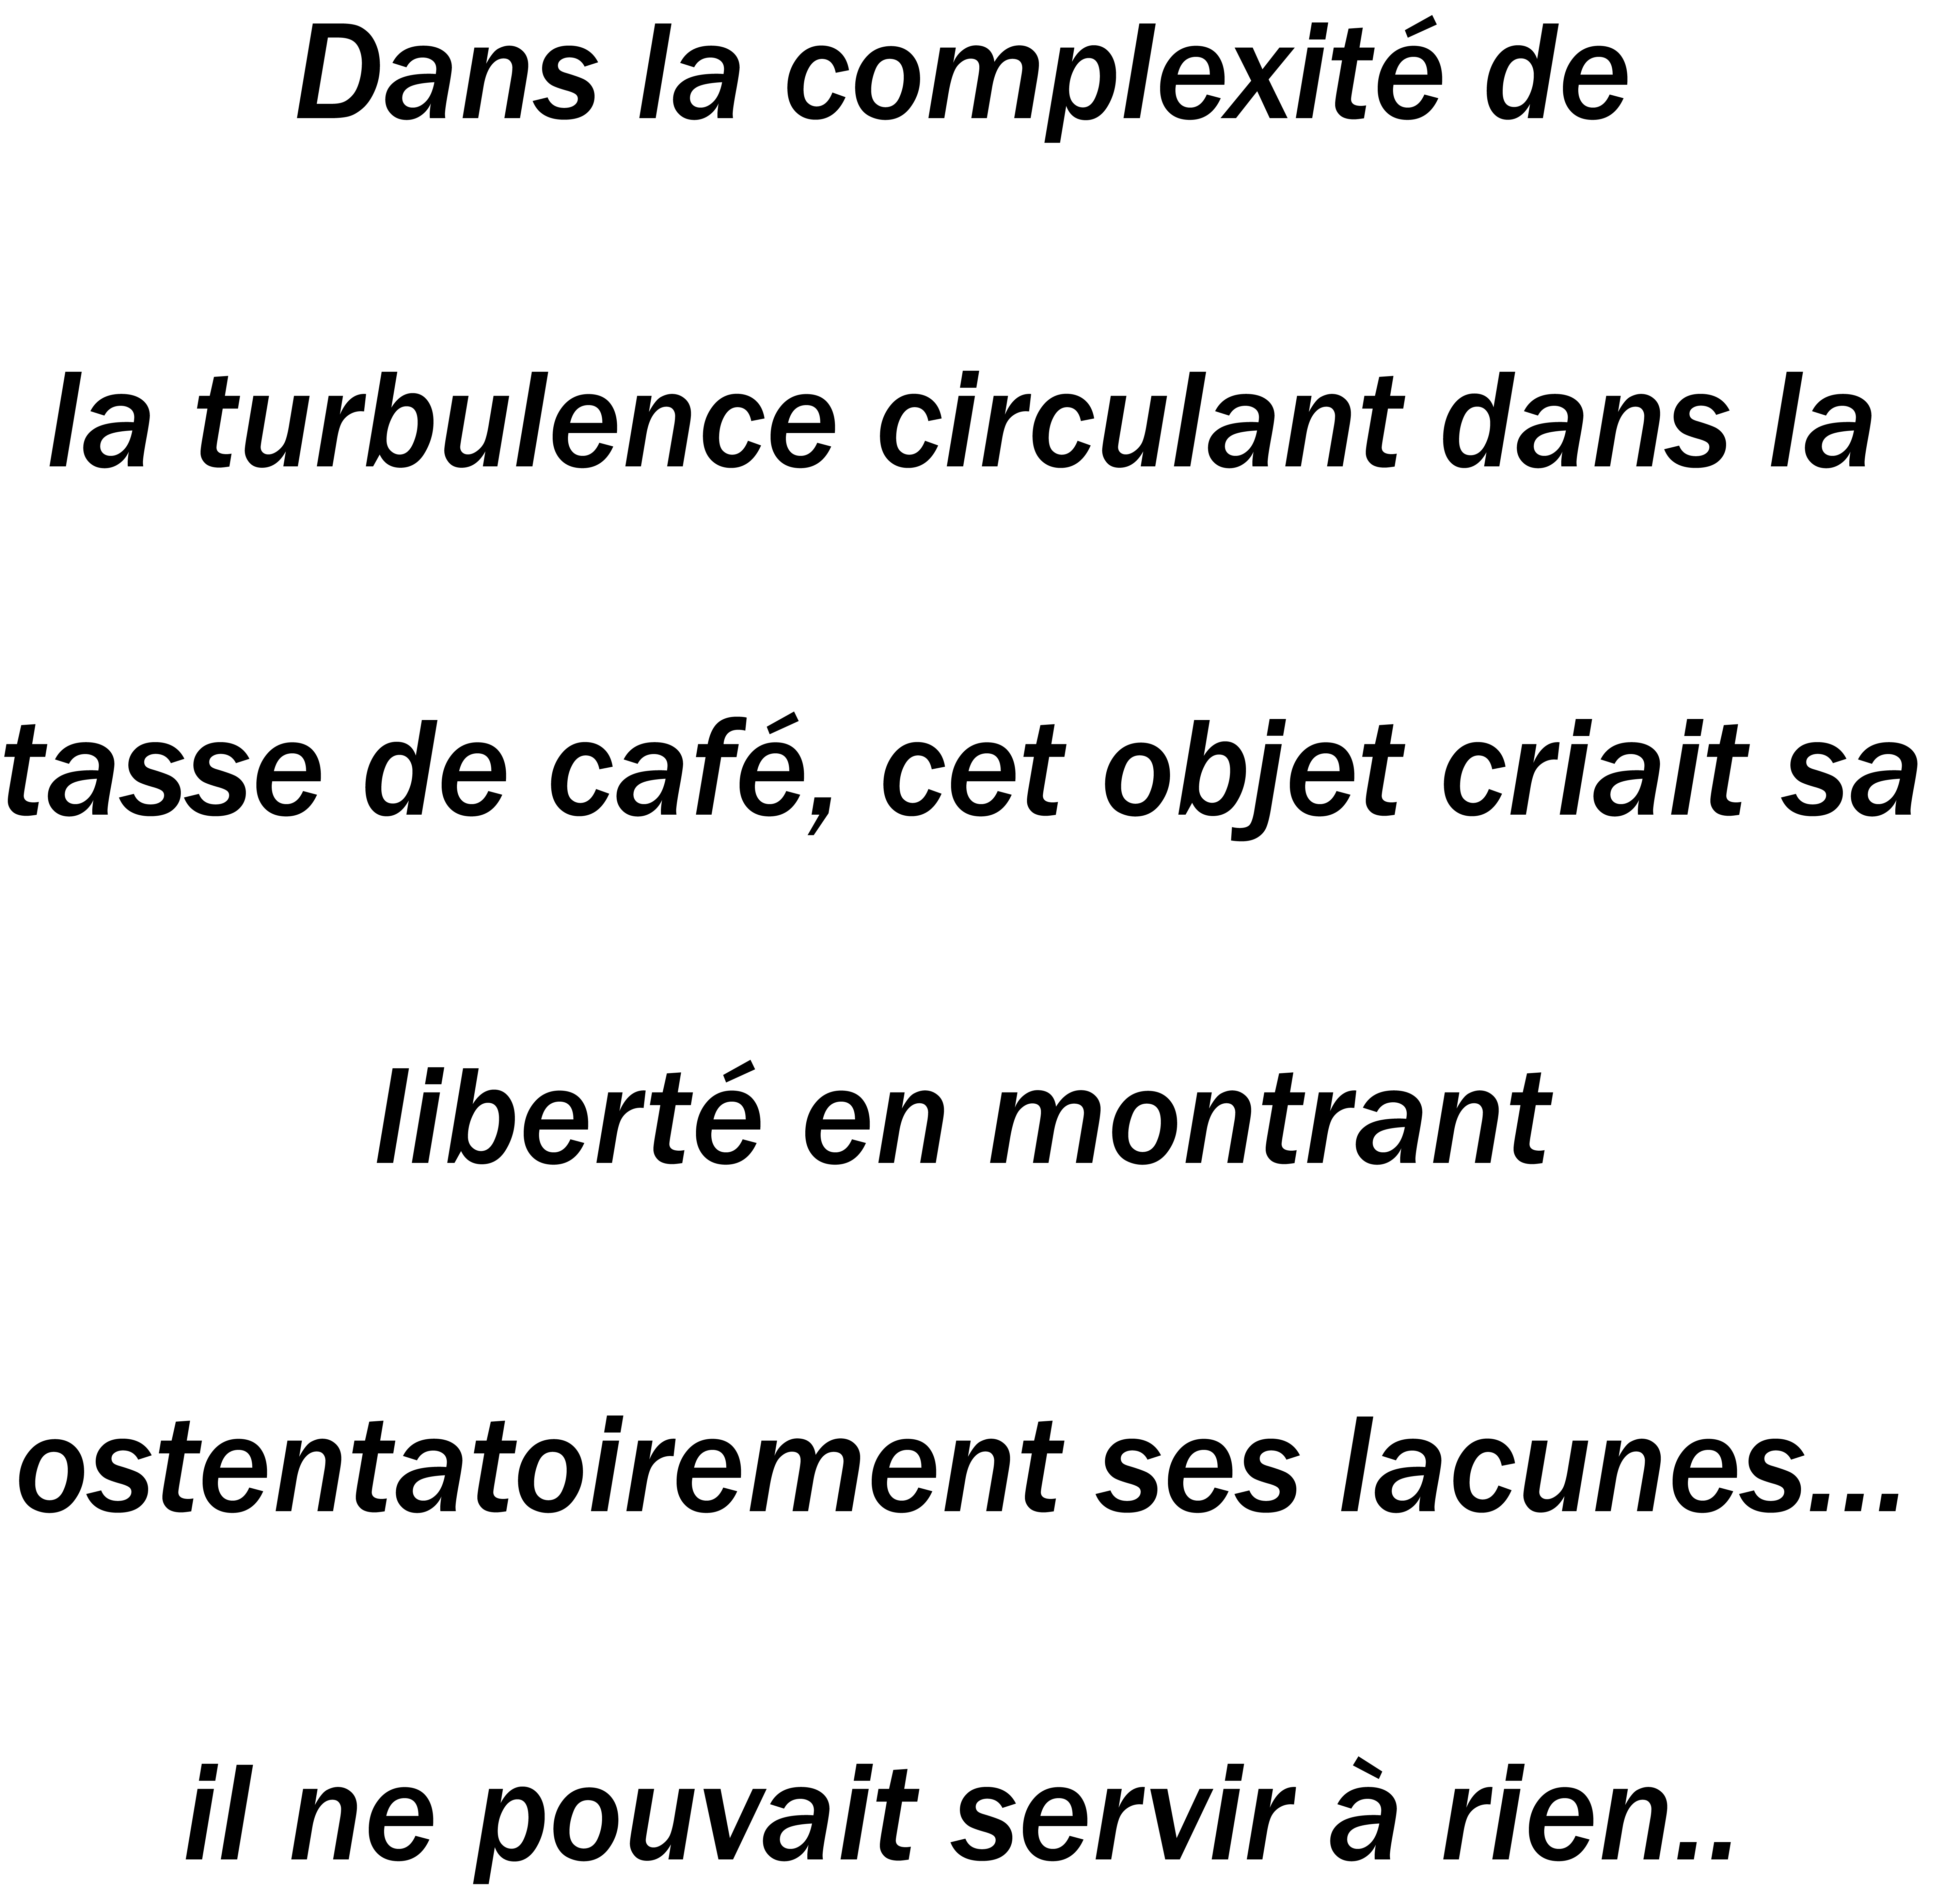 Dans la complexité de
la turbulence circulant dans la
tasse de café, cet objet criait sa
liberté en montrant
ostentatoirement ses lacunes...
il ne pouvait servir à rien..